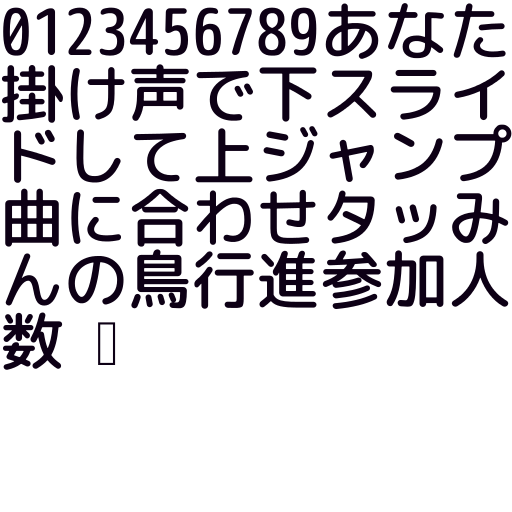 0123456789あなた
掛け声で下スライ
ドして上ジャンプ
曲に合わせタッみ
んの鳥行進参加人
数